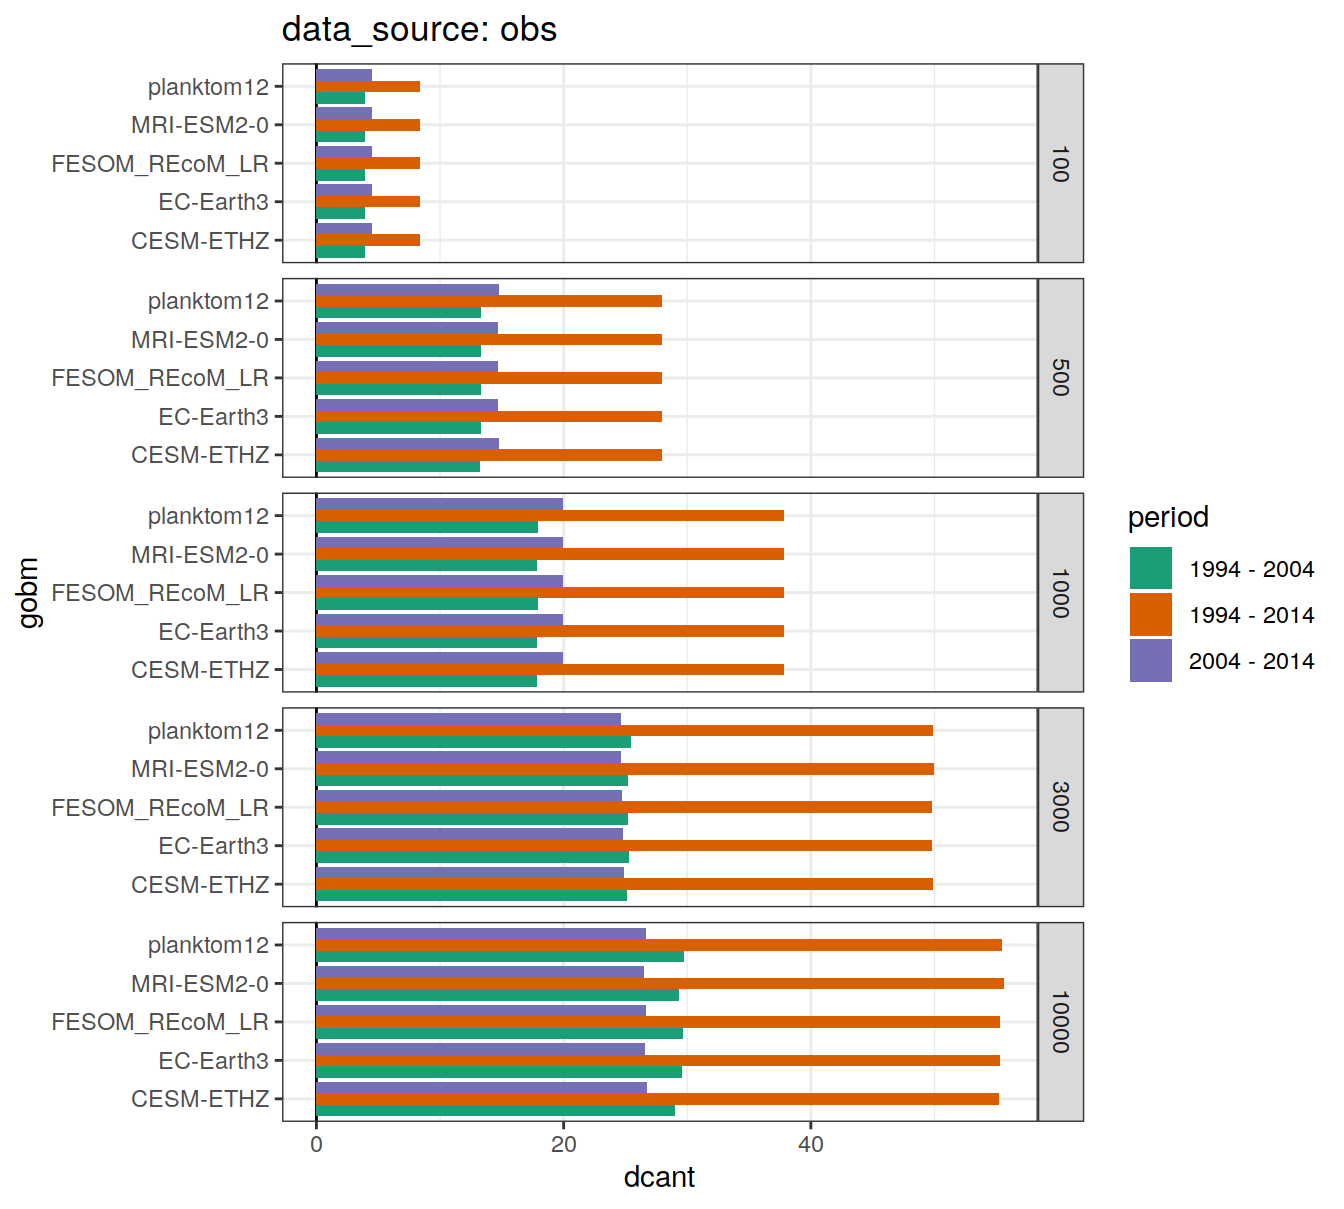 data_source: obs
planktom12
MRI-ESM2-0
FESOM_REcoM_LR
EC-Earth3
CESM-ETHZ
100
planktom12
MRI-ESM2-0
FESOM_REcoM_LR
EC-Earth3
CESM-ETHZ
500
planktom12
MRI-ESM2-0
FESOM_REcoM_LR
EC-Earth3
CESM-ETHZ
1000
planktom12
MRI-ESM2-0
FESOM_REcoM_LR
EC-Earth3
CESM-ETHZ
3000
planktom12
MRI-ESM2-0
FESOM_REcoM_LR
EC-Earth3
CESM-ETHZ
10000
gobm
0 20 40
dcant
period
1994 - 2004
1994 - 2014
2004 - 2014